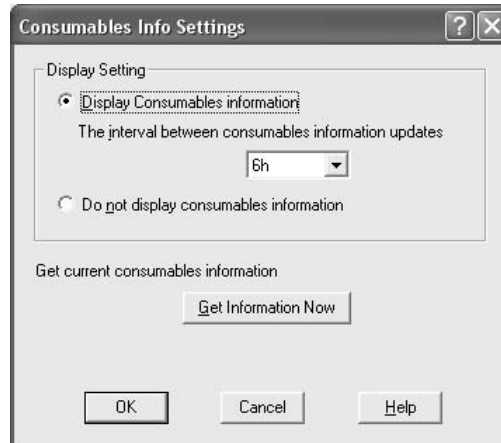 Consumables Info Settings
Display Setting
Display Consumables information
The interval between consumables information updates
6h
Do not display consumables information
Get current consumables information
Get Information Now
OK Cancel Help